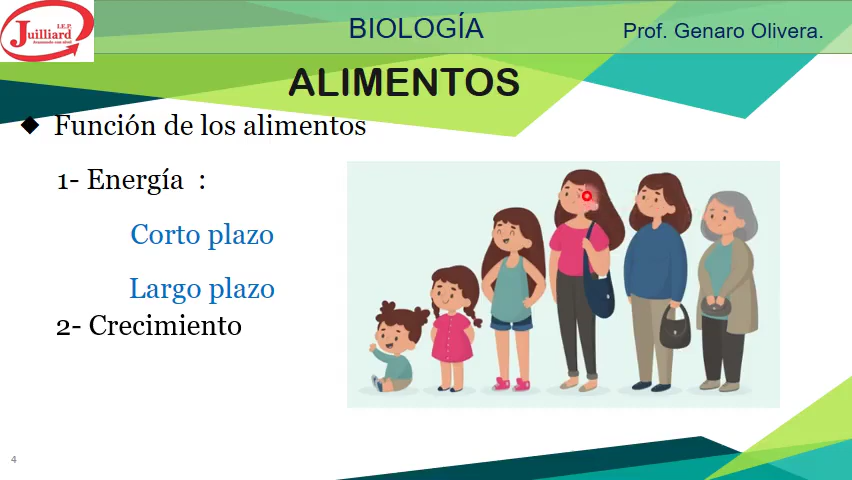 I.E.P.
Juilliard
BIOLOGÍA
Prof. Genaro Olivera.
ALIMENTOS
Función de los alimentos
1- Energía :
Corto plazo
Largo plazo
2- Crecimiento
4